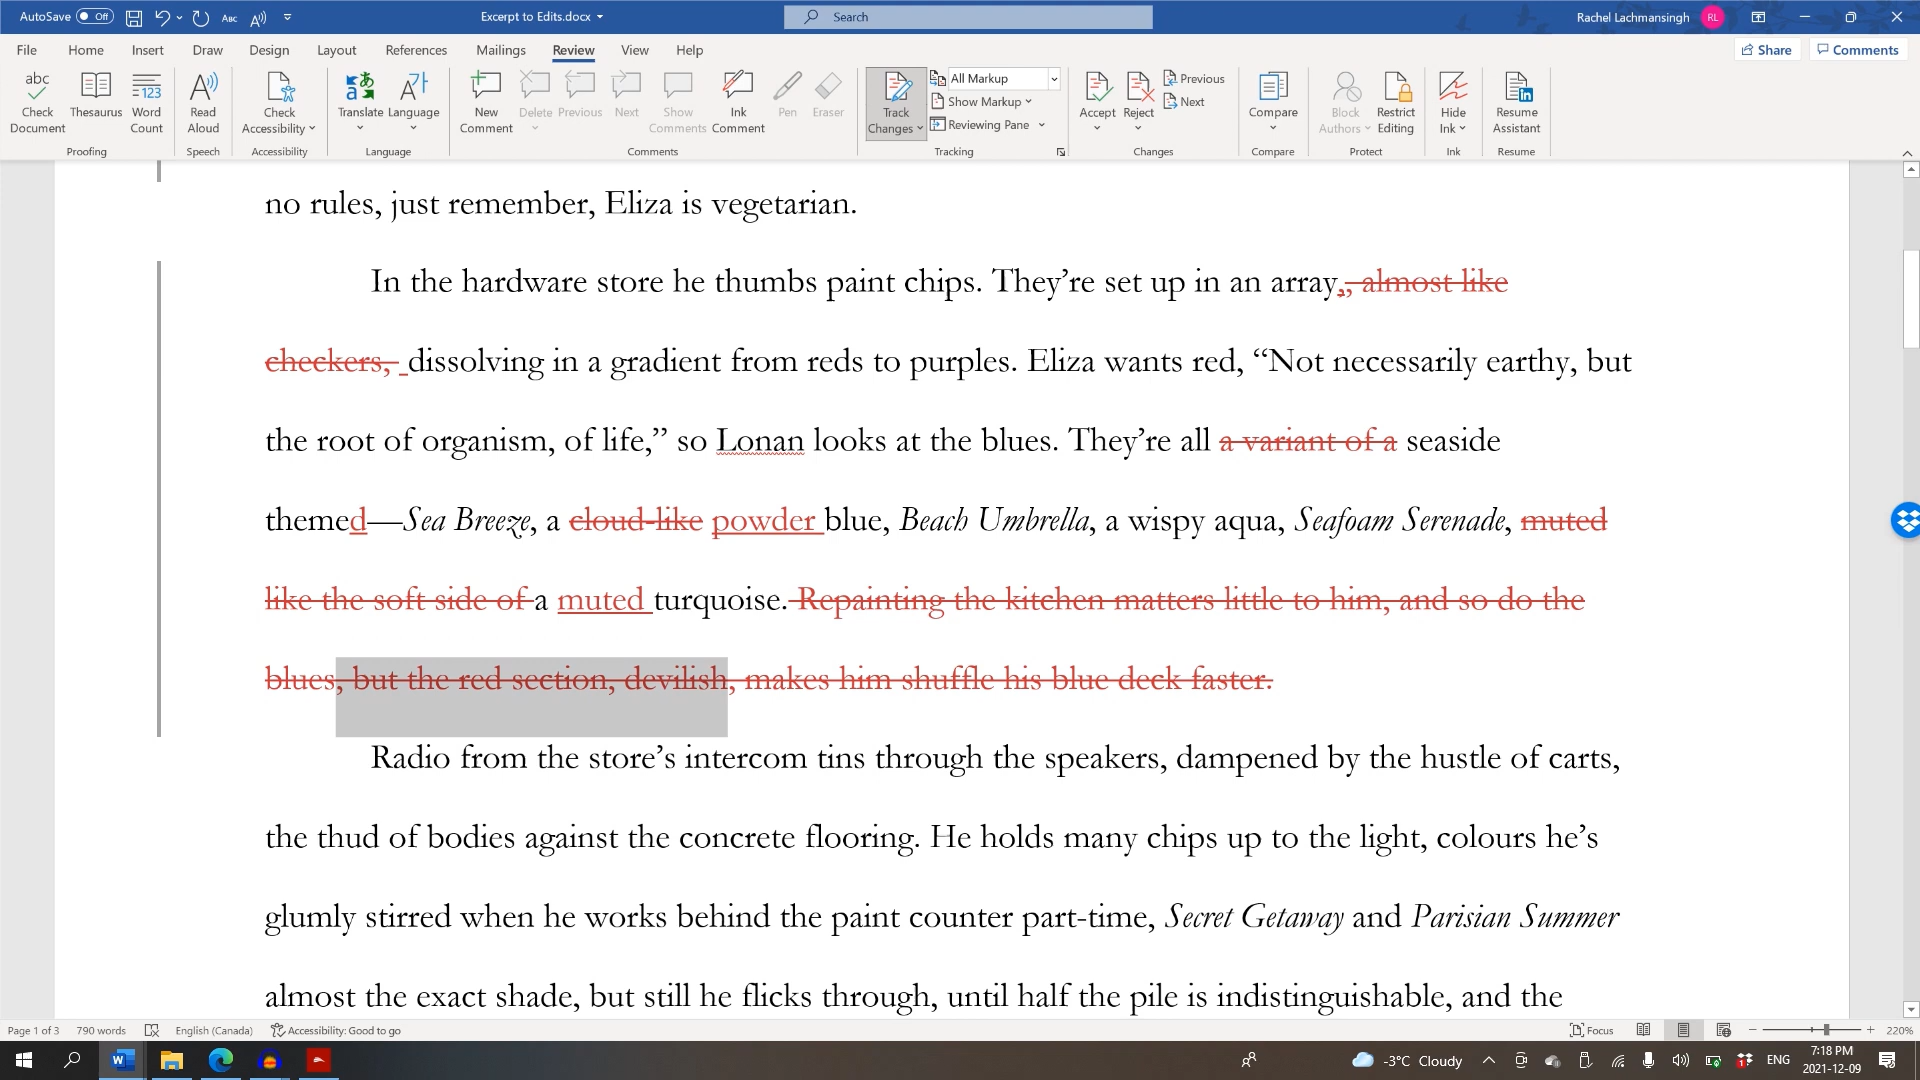 AutoSave Off Abc A Excerpt to Edits.docx Search Rachel Lachmansingh RL
File Home Insert Draw Design Layout References Mailings Review View Help Share Comments
Check Document Thesaurus Word Count Read Aloud Check Accessibility Translate Language New Comment Delete Previous Next Show Comments Ink Comment Pen Eraser Track Changes All Markup Show Markup Reviewing Pane Accept Reject Previous Next Compare Block Authors Restrict Editing Hide Ink Resume Assistant
Proofing Speech Accessibility Language Comments Tracking Changes Compare Protect Ink Resume
no rules, just remember, Eliza is vegetarian.
In the hardware store he thumbs paint chips. They’re set up in an array,, almost like
checkers, dissolving in a gradient from reds to purples. Eliza wants red, “Not necessarily earthy, but
the root of organism, of life,” so Lonan looks at the blues. They’re all a variant of a seaside
themed—Sea Breeze, a cloud-like powder blue, Beach Umbrella, a wispy aqua, Seafoam Serenade, muted
like the soft side of a muted turquoise. Repainting the kitchen matters little to him, and so do the
blues, but the red section, devilish, makes him shuffle his blue deck faster.
Radio from the store’s intercom tins through the speakers, dampened by the hustle of carts,
the thud of bodies against the concrete flooring. He holds many chips up to the light, colours he’s
glumly stirred when he works behind the paint counter part-time, Secret Getaway and Parisian Summer
almost the exact shade, but still he flicks through, until half the pile is indistinguishable, and the
Page 1 of 3 790 words English (Canada) Accessibility: Good to go Focus 220%
-3°C Cloudy ENG 7:18 PM
2021-12-09